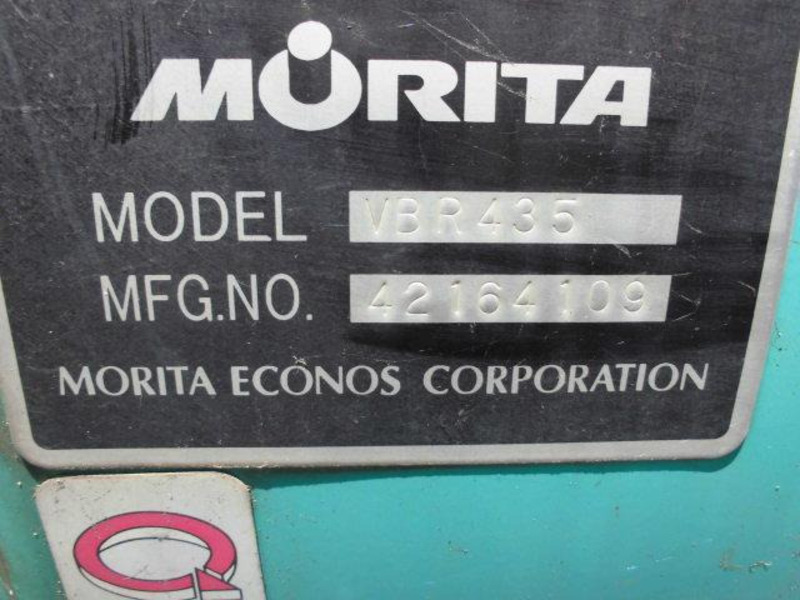 MORITA
MODEL VBR435
MFG.NO. 42164109
MORITA ECONOS CORPORATION